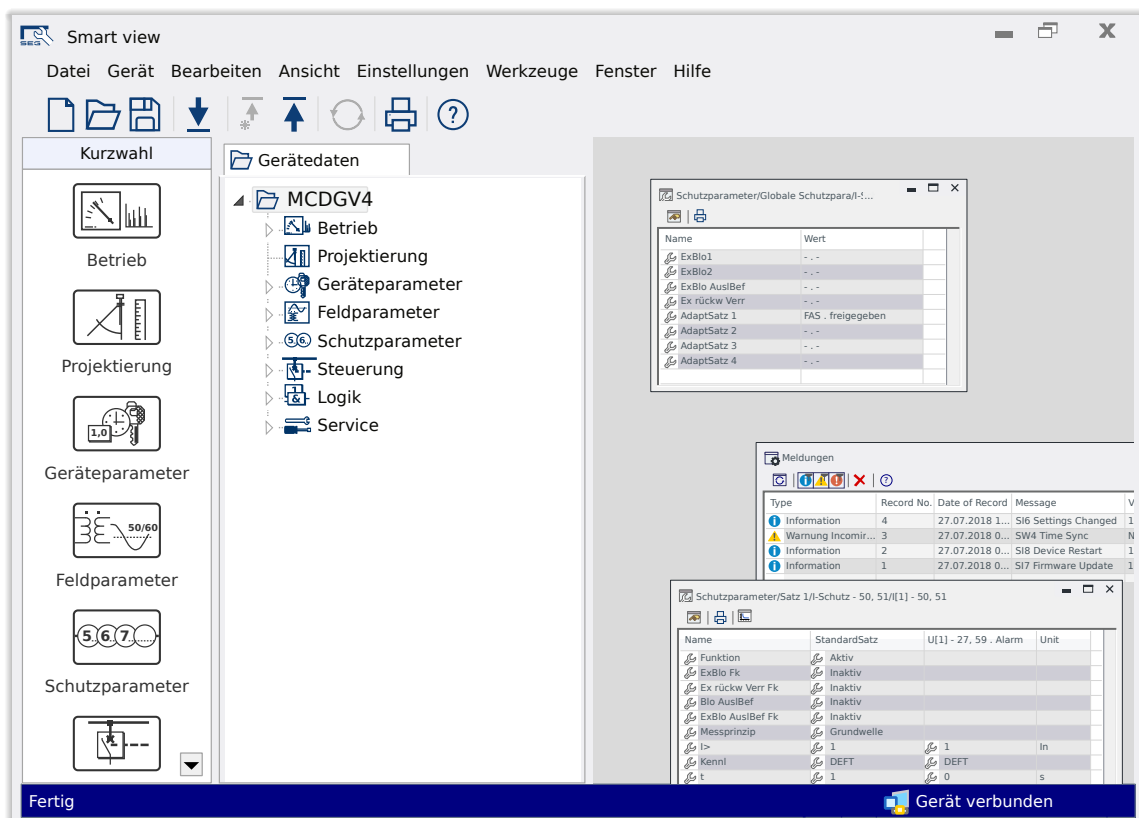 SEG Smart view
Datei Gerät Bearbeiten Ansicht Einstellungen Werkzeuge Fenster Hilfe
Kurzwahl
Betrieb
Projektierung
1,0
Geräteparameter
50/60
Feldparameter
5 6 7
Schutzparameter
Gerätedaten
MCDGV4
Betrieb
Projektierung
Geräteparameter
Feldparameter
5 6 Schutzparameter
Steuerung
1 & Logik
Service
Schutzparameter/Globale Schutzpara/I-S...
Name Wert
ExBlo1 - . -
ExBlo2 - . -
ExBlo AuslBef - . -
Ex rückw Verr - . -
AdaptSatz 1 FAS . freigegeben
AdaptSatz 2 - . -
AdaptSatz 3 - . -
AdaptSatz 4 - . -
Meldungen
Type Record No. Date of Record Message V
Information 4 27.07.2018 1... SI6 Settings Changed 1
Warnung Incomir... 3 27.07.2018 0... SW4 Time Sync N
Information 2 27.07.2018 0... SI8 Device Restart 1
Information 1 27.07.2018 0... SI7 Firmware Update 1
Schutzparameter/Satz 1/I-Schutz - 50, 51/I[1] - 50, 51
Name StandardSatz U[1] - 27, 59 . Alarm Unit
Funktion Aktiv
ExBlo Fk Inaktiv
Ex rückw Verr Fk Inaktiv
Blo AuslBef Inaktiv
ExBlo AuslBef Fk Inaktiv
Messprinzip Grundwelle
I> 1 1 In
Kennl DEFT DEFT
t 1 0 s
Fertig Gerät verbunden